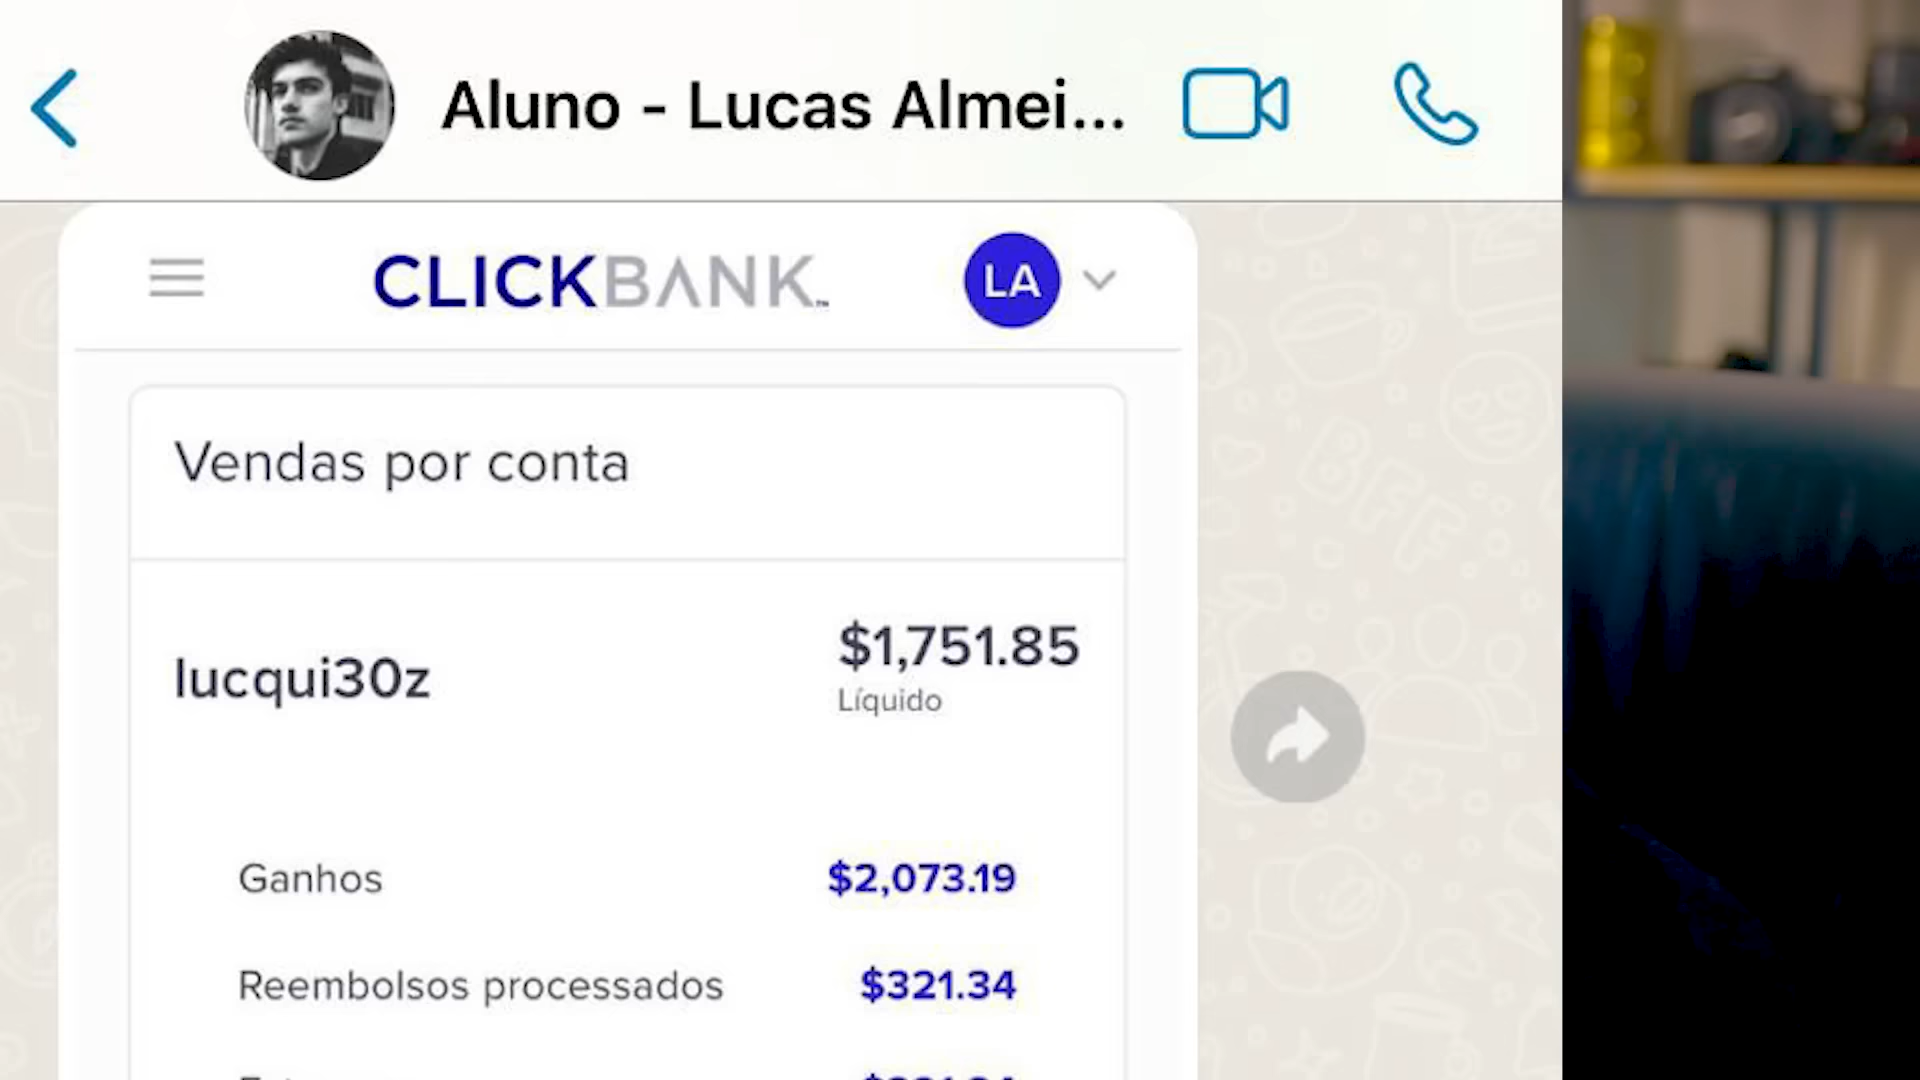 Aluno - Lucas Almei...
CLICKBANK™
LA
Vendas por conta
lucqui30z
$1,751.85
Líquido
Ganhos
$2,073.19
Reembolsos processados
$321.34